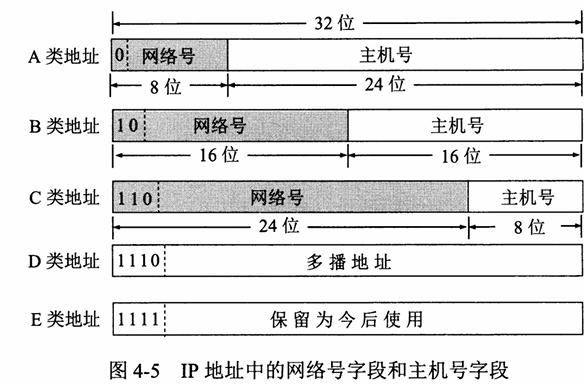 32 位
A 类地址 0 网络号 主机号
8 位 24 位
B 类地址 10 网络号 主机号
16 位 16 位
C 类地址 110 网络号 主机号
24 位 8 位
D 类地址 1110 多播地址
E 类地址 1111 保留为今后使用
图 4-5 IP 地址中的网络号字段和主机号字段